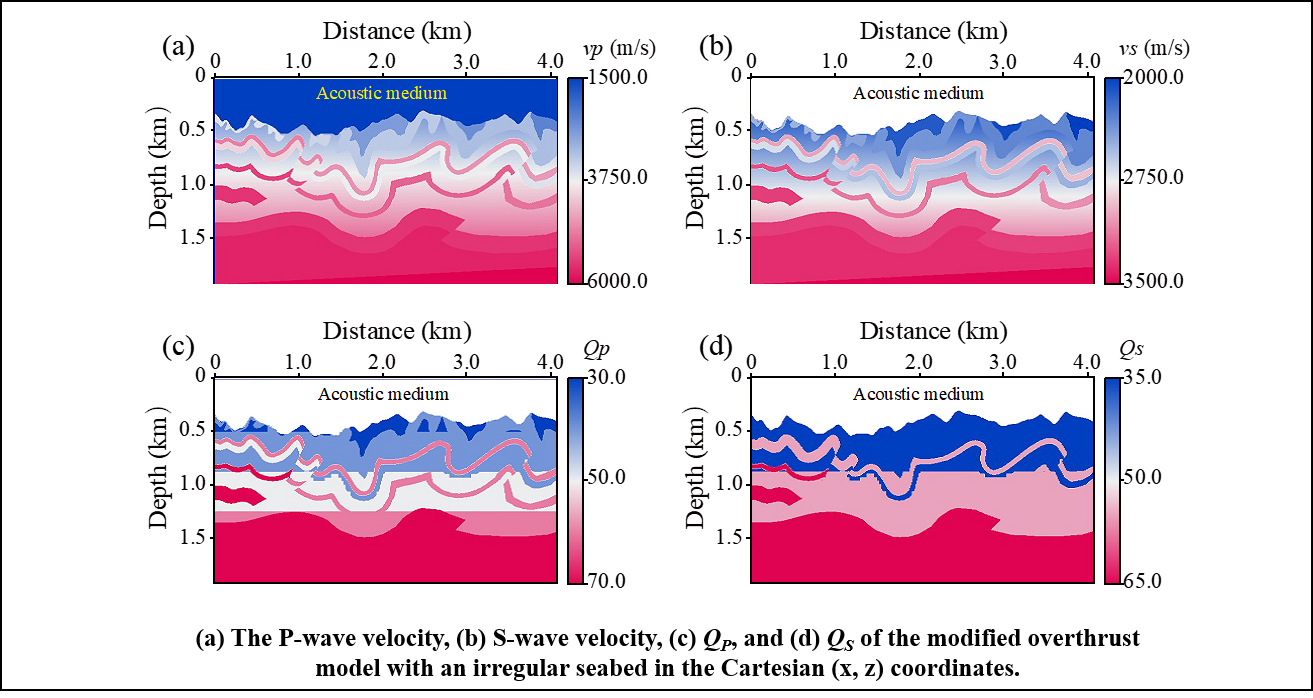 Distance (km)
(a) 0 1.0 2.0 3.0 4.0 vp (m/s)
0 Acoustic medium 1500.0
0.5
1.0 3750.0
1.5
6000.0
Depth (km)
Distance (km)
(b) 0 1.0 2.0 3.0 4.0 vs (m/s)
0 Acoustic medium 2000.0
0.5
1.0 2750.0
1.5
3500.0
Depth (km)
Distance (km)
(c) 0 1.0 2.0 3.0 4.0 Qp
0 Acoustic medium 30.0
0.5
1.0 50.0
1.5
70.0
Depth (km)
Distance (km)
(d) 0 1.0 2.0 3.0 4.0 Qs
0 Acoustic medium 35.0
0.5
1.0 50.0
1.5
65.0
Depth (km)
(a) The P-wave velocity, (b) S-wave velocity, (c) QP, and (d) QS of the modified overthrust
model with an irregular seabed in the Cartesian (x, z) coordinates.